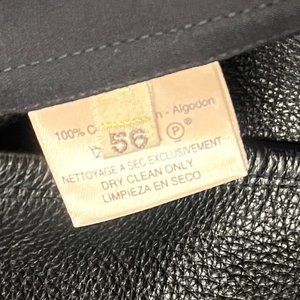 100% C n - Algodon
56 P
NETTOYAGE A SEC EXCLUSIVEMENT
DRY CLEAN ONLY
LIMPIEZA EN SECO